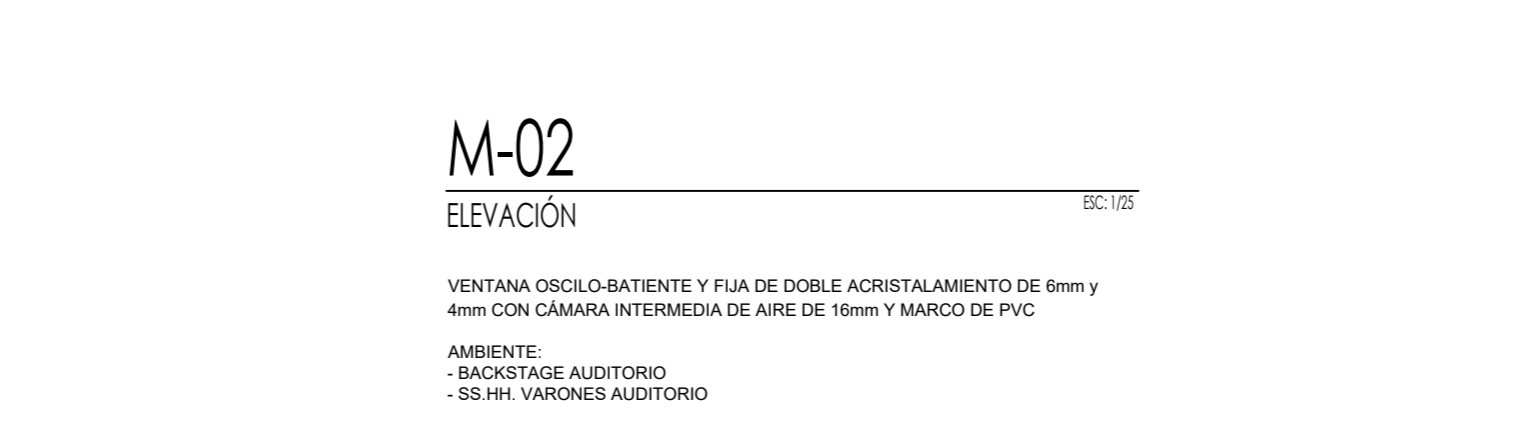 M-02
ELEVACIÓN
ESC: 1/25
VENTANA OSCILO-BATIENTE Y FIJA DE DOBLE ACRISTALAMIENTO DE 6mm y
4mm CON CÁMARA INTERMEDIA DE AIRE DE 16mm Y MARCO DE PVC
AMBIENTE:
- BACKSTAGE AUDITORIO
- SS.HH. VARONES AUDITORIO